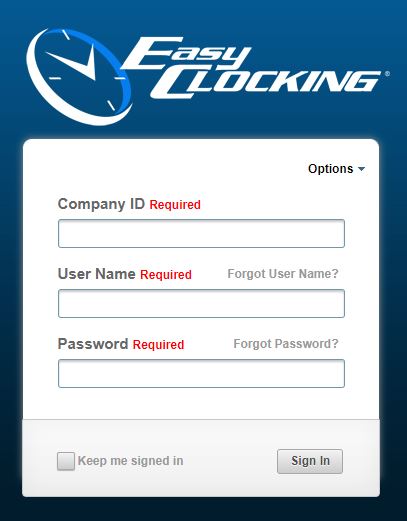 Easy
Clocking®
Options
Company ID Required
User Name Required Forgot User Name?
Password Required Forgot Password?
Keep me signed in Sign In